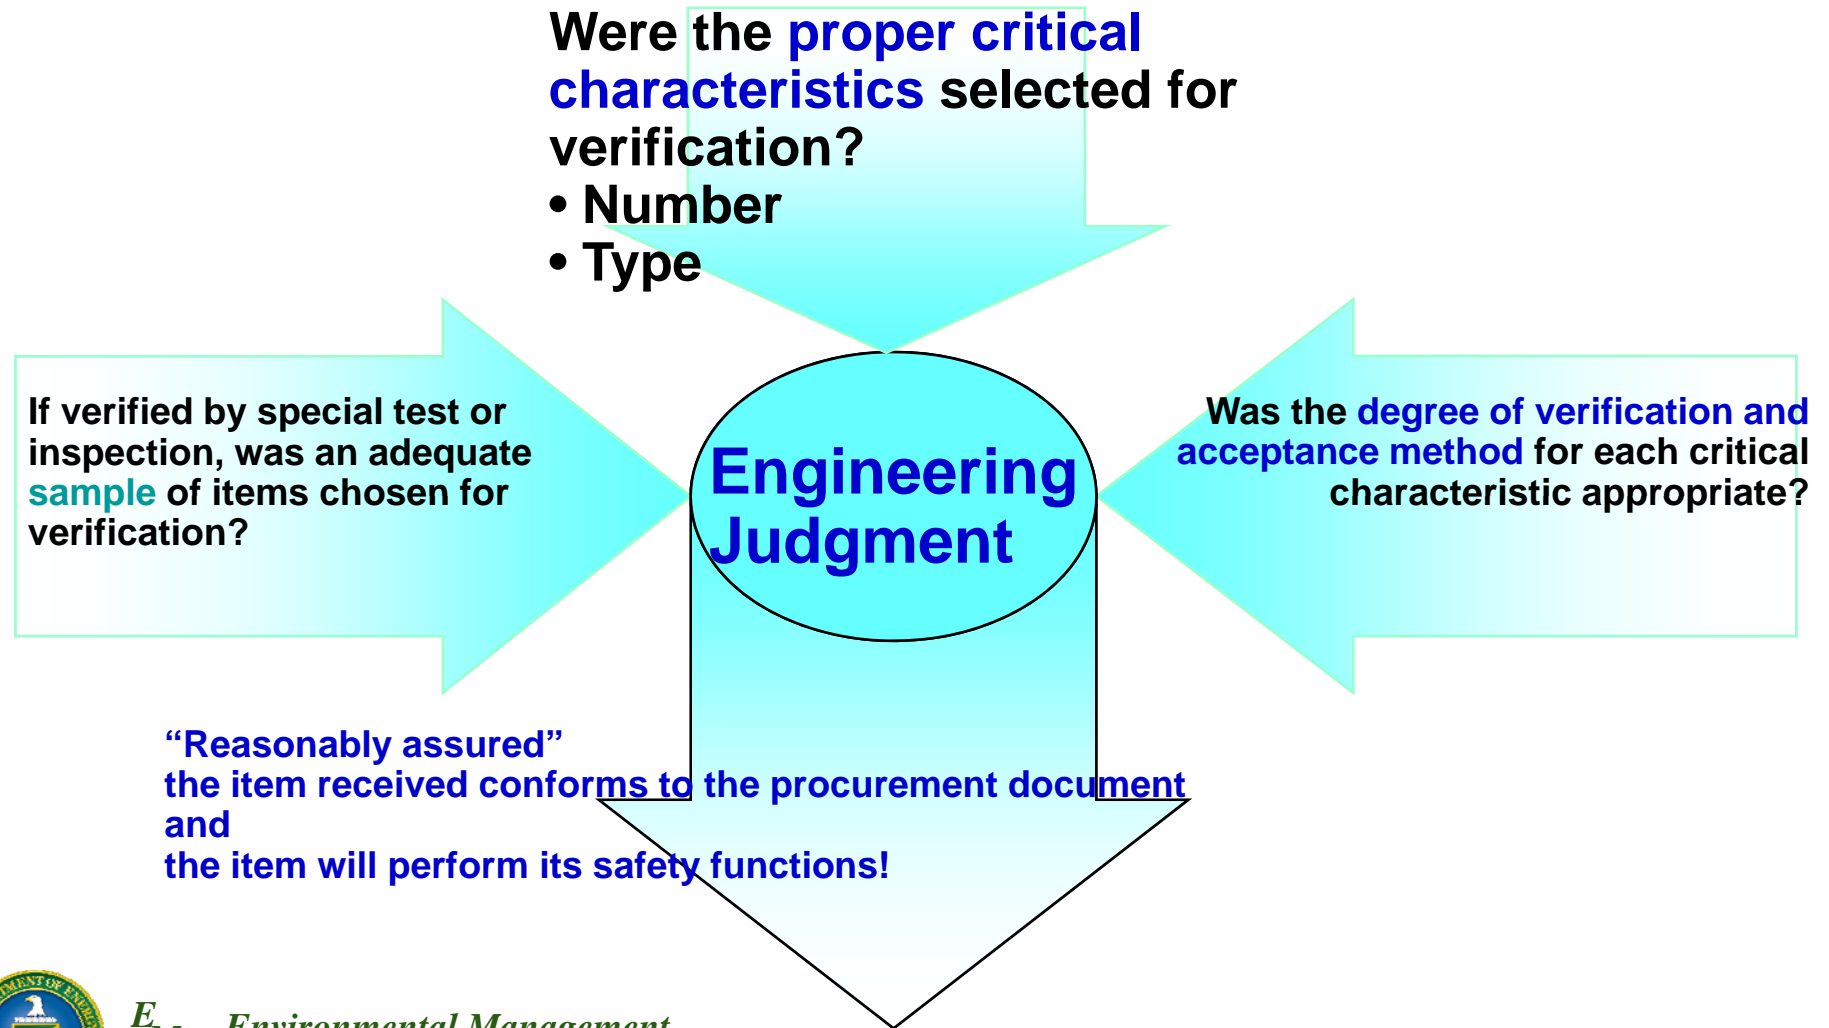 Were the proper critical
characteristics selected for
verification?
• Number
• Type
If verified by special test or
inspection, was an adequate
sample of items chosen for
verification?
Engineering
Judgment
Was the degree of verification and
acceptance method for each critical
characteristic appropriate?
“Reasonably assured”
the item received conforms to the procurement document
and
the item will perform its safety functions!
E
Environmental Management